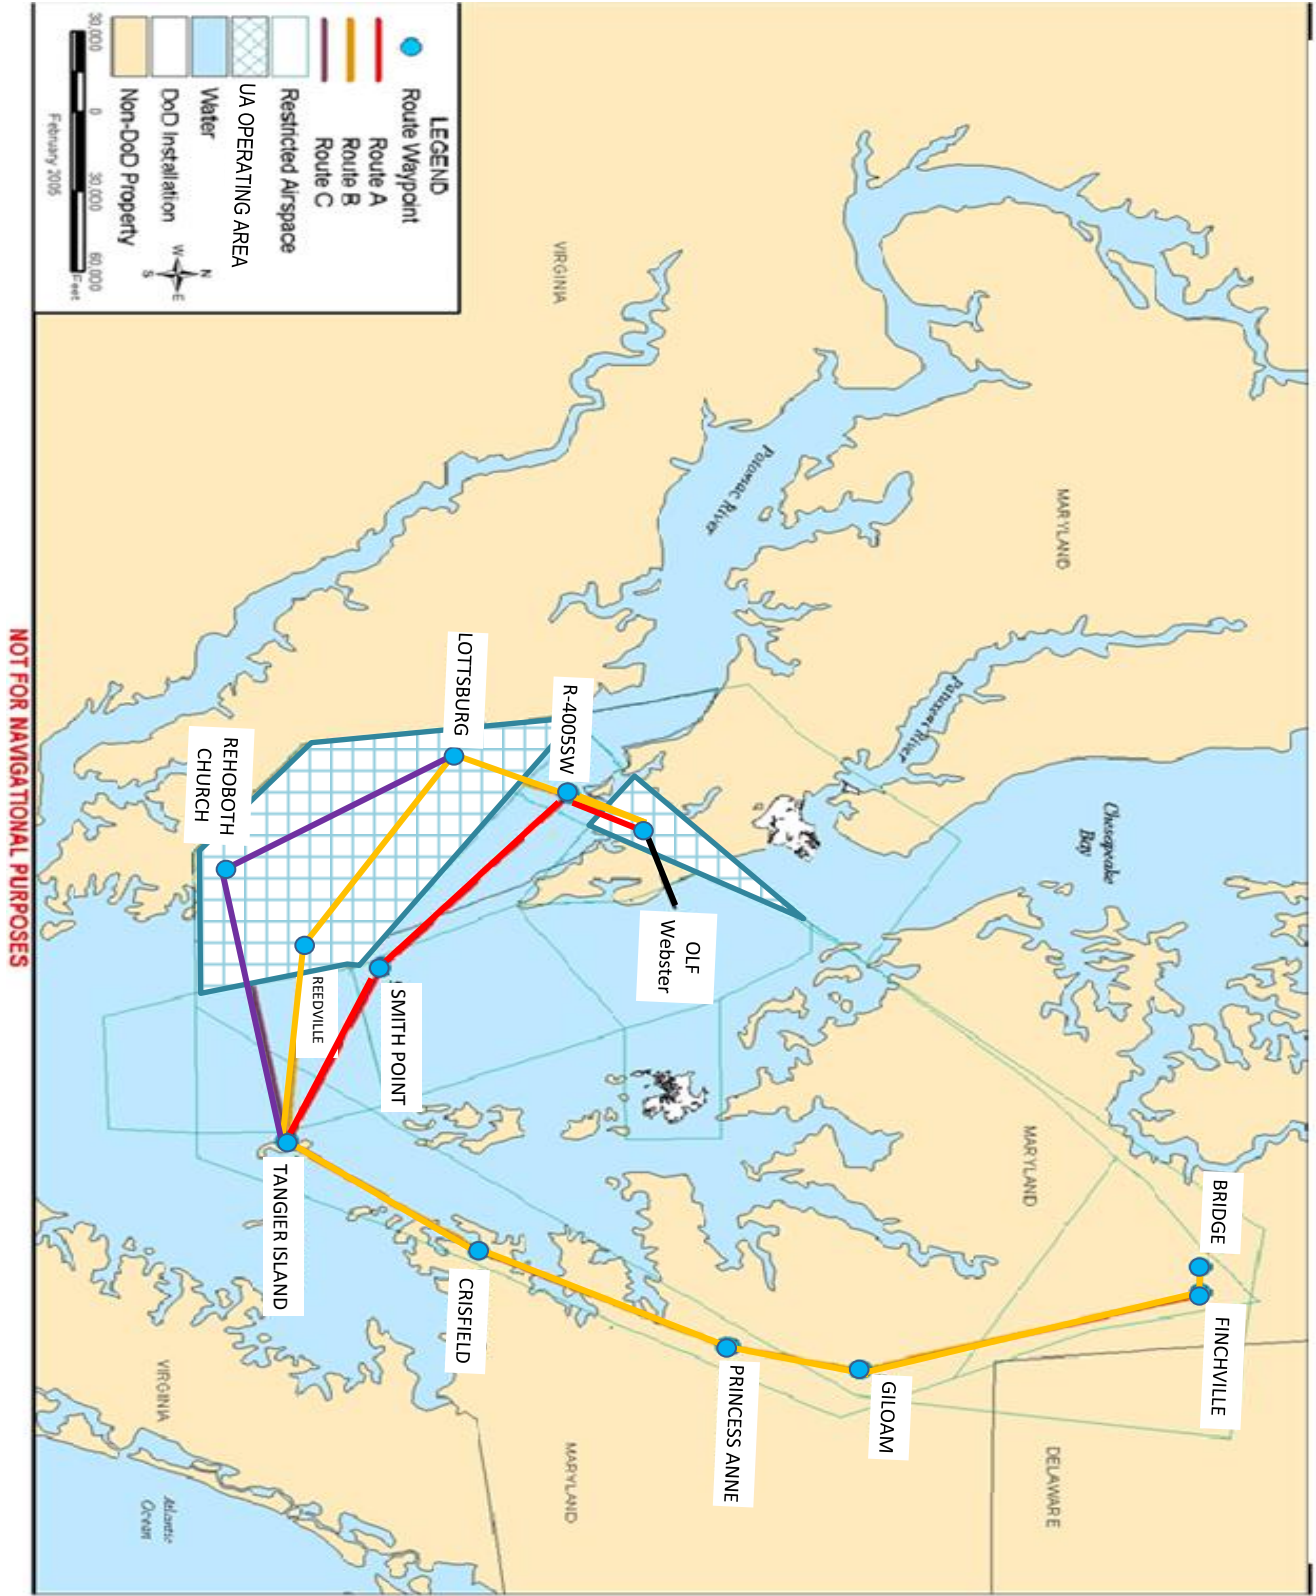 LEGEND
Route Waypoint
Route A
Route B
Route C
Restricted Airspace
UA OPERATING AREA
Water
DoD Installation
Non-DoD Property
N
W
E
S
30,000
0
30,000
60,000
Feet
February 2005
VIRGINIA
MARYLAND
Potomac River
Patuxent River
Chesapeake
Bay
LOTTSBURG
R-4005SW
REHOBOTH
CHURCH
OLF
Webster
REEDVILLE
SMITH POINT
MARYLAND
BRIDGE
FINCHVILLE
TANGIER ISLAND
CRISFIELD
PRINCESS ANNE
GILOAM
VIRGINIA
MARYLAND
DELAWARE
Atlantic
Ocean
NOT FOR NAVIGATIONAL PURPOSES